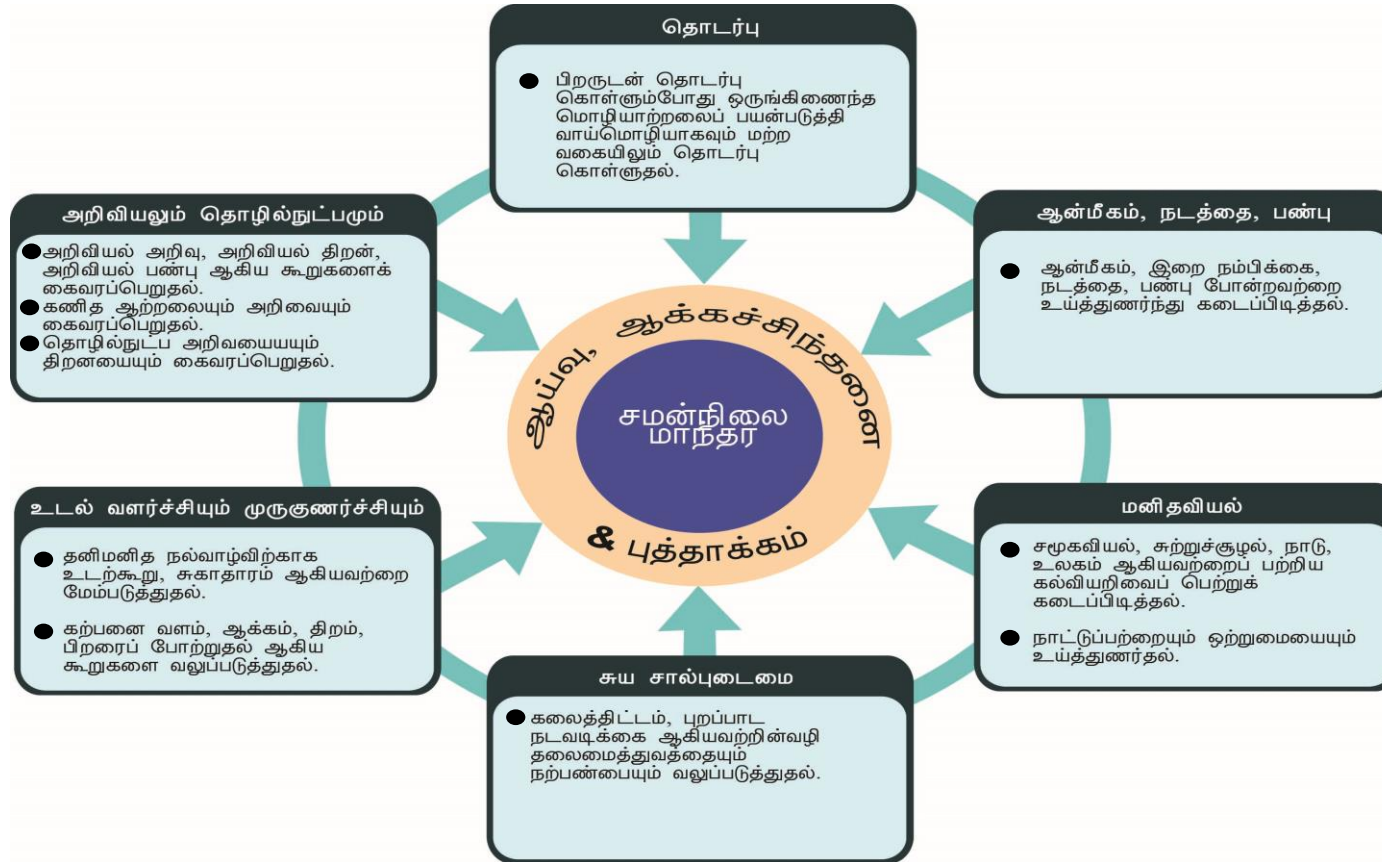 தொடர்பு
பிறருடன் தொடர்பு
கொள்ளும்போது ஒருங்கிணைந்த
மொழியாற்றலைப் பயன்படுத்தி
வாய்மொழியாகவும் மற்ற
வகையிலும் தொடர்பு
கொள்ளுதல்.
அறிவியலும் தொழில்நுட்பமும்
அறிவியல் அறிவு, அறிவியல் திறன்,
அறிவியல் பண்பு ஆகிய கூறுகளைக்
கைவரப்பெறுதல்.
கணித ஆற்றலையும் அறிவையும்
கைவரப்பெறுதல்.
தொழில்நுட்ப அறிவயையயும்
திறனயையும் கைவரப்பெறுதல்.
ஆன்மீகம், நடத்தை, பண்பு
ஆன்மீகம், இறை நம்பிக்கை,
நடத்தை, பண்பு போன்றவற்றை
உய்த்துணர்ந்து கடைப்பிடித்தல்.
ஆய்வு, ஆக்கச்சிந்தனை
சமன்நிலை
மாந்தர்
& புத்தாக்கம்
உடல் வளர்ச்சியும் முருகுணர்ச்சியும்
தனிமனித நல்வாழ்விற்காக
உடற்கூறு, சுகாதாரம் ஆகியவற்றை
மேம்படுத்துதல்.
கற்பனை வளம், ஆக்கம், திறம்,
பிறரைப் போற்றுதல் ஆகிய
கூறுகளை வலுப்படுத்துதல்.
மனிதவியல்
சமூகவியல், சுற்றுச்சூழல், நாடு,
உலகம் ஆகியவற்றைப் பற்றிய
கல்வியறிவைப் பெற்றுக்
கடைப்பிடித்தல்.
நாட்டுப்பற்றையும் ஒற்றுமையையும்
உய்த்துணர்தல்.
சுய சால்புடைமை
கலைத்திட்டம், புறப்பாட
நடவடிக்கை ஆகியவற்றின்வழி
தலைமைத்துவத்தையும்
நற்பண்பையும் வலுப்படுத்துதல்.